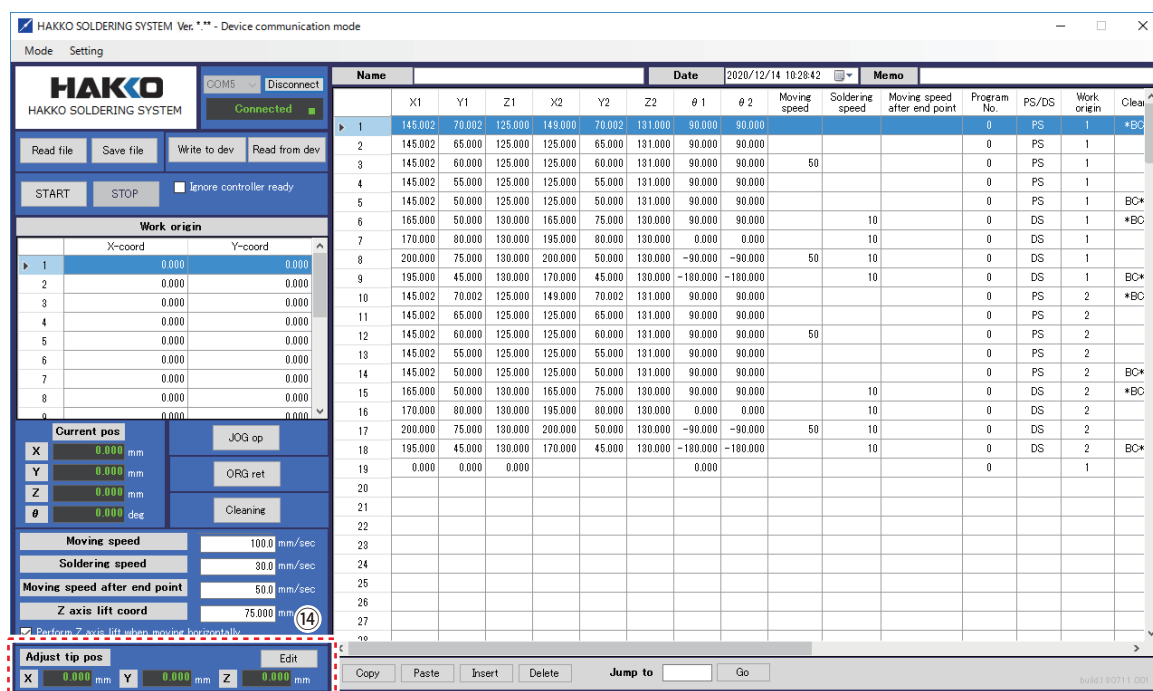 HAKKO SOLDERING SYSTEM Ver. *.** - Device communication mode
Mode Setting
HAKKO
HAKKO SOLDERING SYSTEM
COM5 Disconnect
Connected
Read file Save file Write to dev Read from dev
START STOP Ignore controller ready
Work origin
X-coord Y-coord
1 0.000 0.000
2 0.000 0.000
3 0.000 0.000
4 0.000 0.000
5 0.000 0.000
6 0.000 0.000
7 0.000 0.000
8 0.000 0.000
9 0.000 0.000
Current pos
X 0.000 mm
Y 0.000 mm
Z 0.000 mm
θ 0.000 deg
JOG op
ORG ret
Cleaning
Moving speed 100.0 mm/sec
Soldering speed 30.0 mm/sec
Moving speed after end point 50.0 mm/sec
Z axis lift coord 75.000 mm
⑭
Perform Z axis lift when moving horizontally
Adjust tip pos Edit
X 0.000 mm Y 0.000 mm Z 0.000 mm
Name Date 2020/12/14 10:28:42 Memo
X1 Y1 Z1 X2 Y2 Z2 θ 1 θ 2 Moving speed Soldering speed Moving speed after end point Program No. PS/DS Work origin Clear
1 145.002 70.002 125.000 149.000 70.002 131.000 90.000 90.000 0 PS 1 *BC
2 145.002 65.000 125.000 125.000 65.000 131.000 90.000 90.000 0 PS 1
3 145.002 60.000 125.000 125.000 60.000 131.000 90.000 90.000 50 0 PS 1
4 145.002 55.000 125.000 125.000 55.000 131.000 90.000 90.000 0 PS 1
5 145.002 50.000 125.000 125.000 50.000 131.000 90.000 90.000 0 PS 1 BC*
6 165.000 50.000 130.000 165.000 75.000 130.000 90.000 90.000 10 0 DS 1 *BC
7 170.000 80.000 130.000 195.000 80.000 130.000 0.000 0.000 10 0 DS 1
8 200.000 75.000 130.000 200.000 50.000 130.000 -90.000 -90.000 50 10 0 DS 1
9 195.000 45.000 130.000 170.000 45.000 130.000 -180.000 -180.000 10 0 DS 1 BC*
10 145.002 70.002 125.000 149.000 70.002 131.000 90.000 90.000 0 PS 2 *BC
11 145.002 65.000 125.000 125.000 65.000 131.000 90.000 90.000 0 PS 2
12 145.002 60.000 125.000 125.000 60.000 131.000 90.000 90.000 50 0 PS 2
13 145.002 55.000 125.000 125.000 55.000 131.000 90.000 90.000 0 PS 2
14 145.002 50.000 125.000 125.000 50.000 131.000 90.000 90.000 0 PS 2 BC*
15 165.000 50.000 130.000 165.000 75.000 130.000 90.000 90.000 10 0 DS 2 *BC
16 170.000 80.000 130.000 195.000 80.000 130.000 0.000 0.000 10 0 DS 2
17 200.000 75.000 130.000 200.000 50.000 130.000 -90.000 -90.000 50 10 0 DS 2
18 195.000 45.000 130.000 170.000 45.000 130.000 -180.000 -180.000 10 0 DS 2 BC*
19 0.000 0.000 0.000 0.000 0 1
20
21
22
23
24
25
26
27
28
Copy Paste Insert Delete Jump to Go
build.180711.001